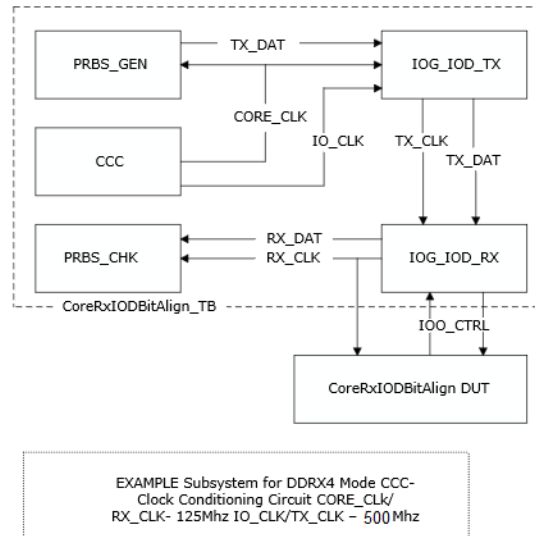 TX_DAT
PRBS_GEN
IOG_IOD_TX
CORE_CLK
IO_CLK
TX_CLK
CCC
TX_DAT
RX_DAT
PRBS_CHK
RX_CLK
IOG_IOD_RX
CoreRxIODBitAlign_TB
IOO_CTRL
CoreRxIODBitAlign DUT
EXAMPLE Subsystem for DDRX4 Mode CCC-
Clock Conditioning Circuit CORE_CLk/
RX_CLK- 125Mhz IO_CLK/TX_CLK – 500Mhz